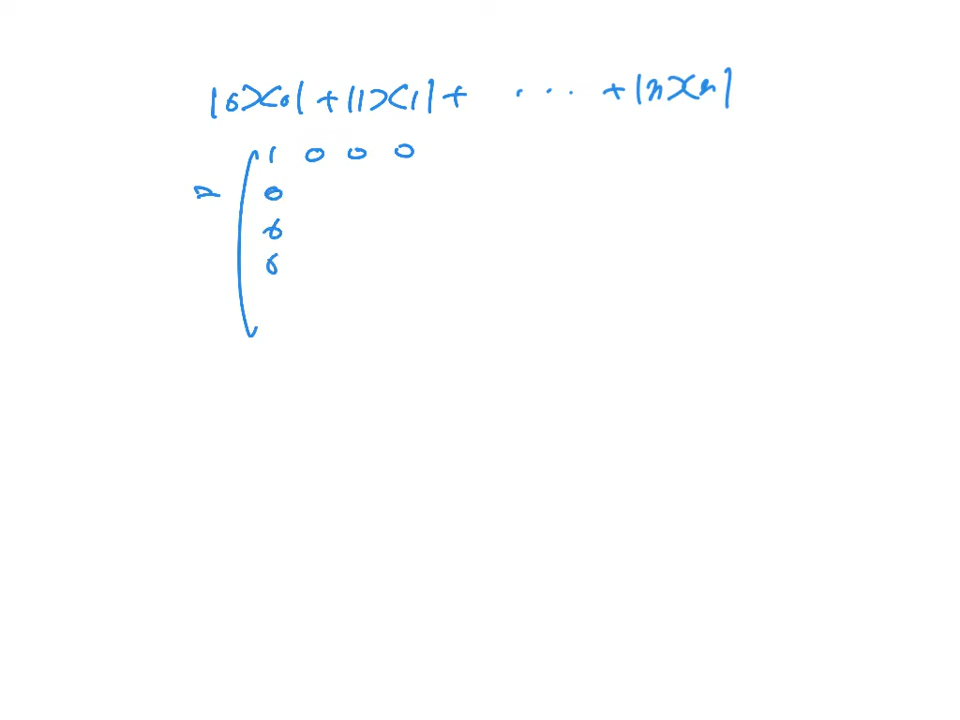 |0><0| + |1><1| + ... + |n><n|
1 0 0 0
0
0
0